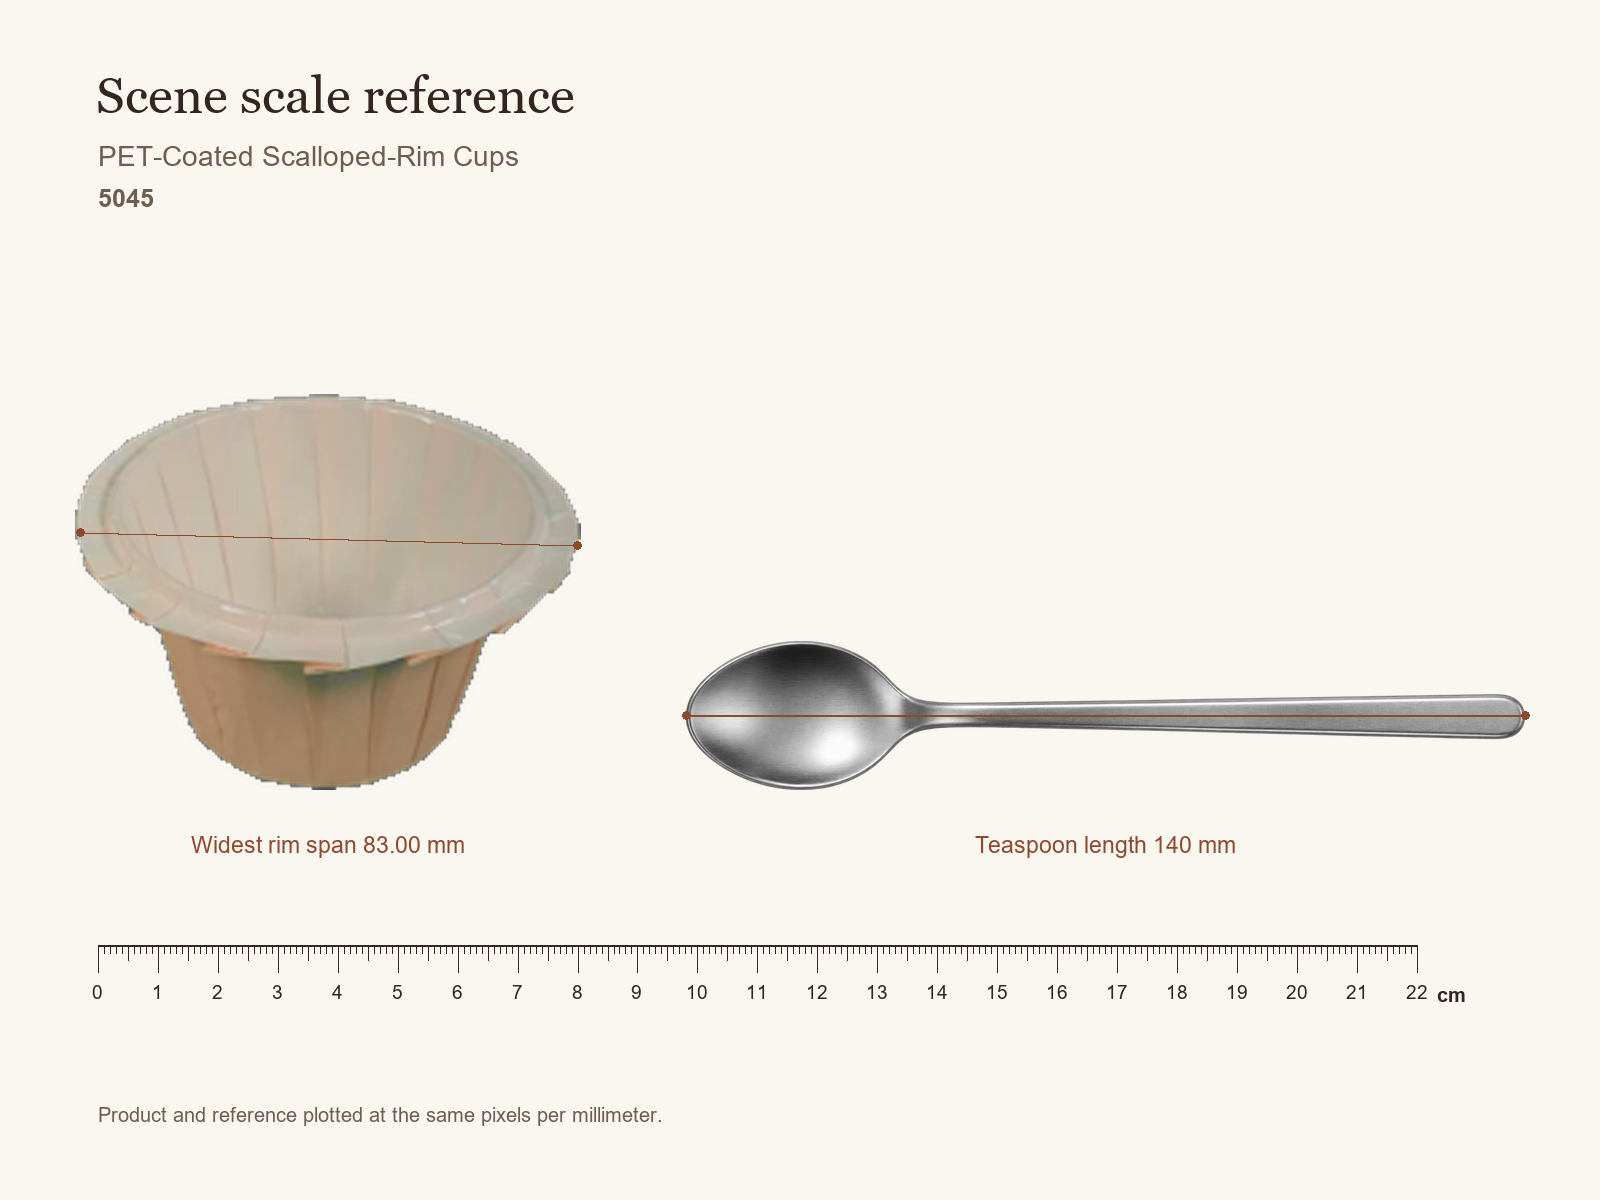 Scene scale reference
PET-Coated Scalloped-Rim Cups
5045
Widest rim span 83.00 mm
Teaspoon length 140 mm
0 1 2 3 4 5 6 7 8 9 10 11 12 13 14 15 16 17 18 19 20 21 22 cm
Product and reference plotted at the same pixels per millimeter.